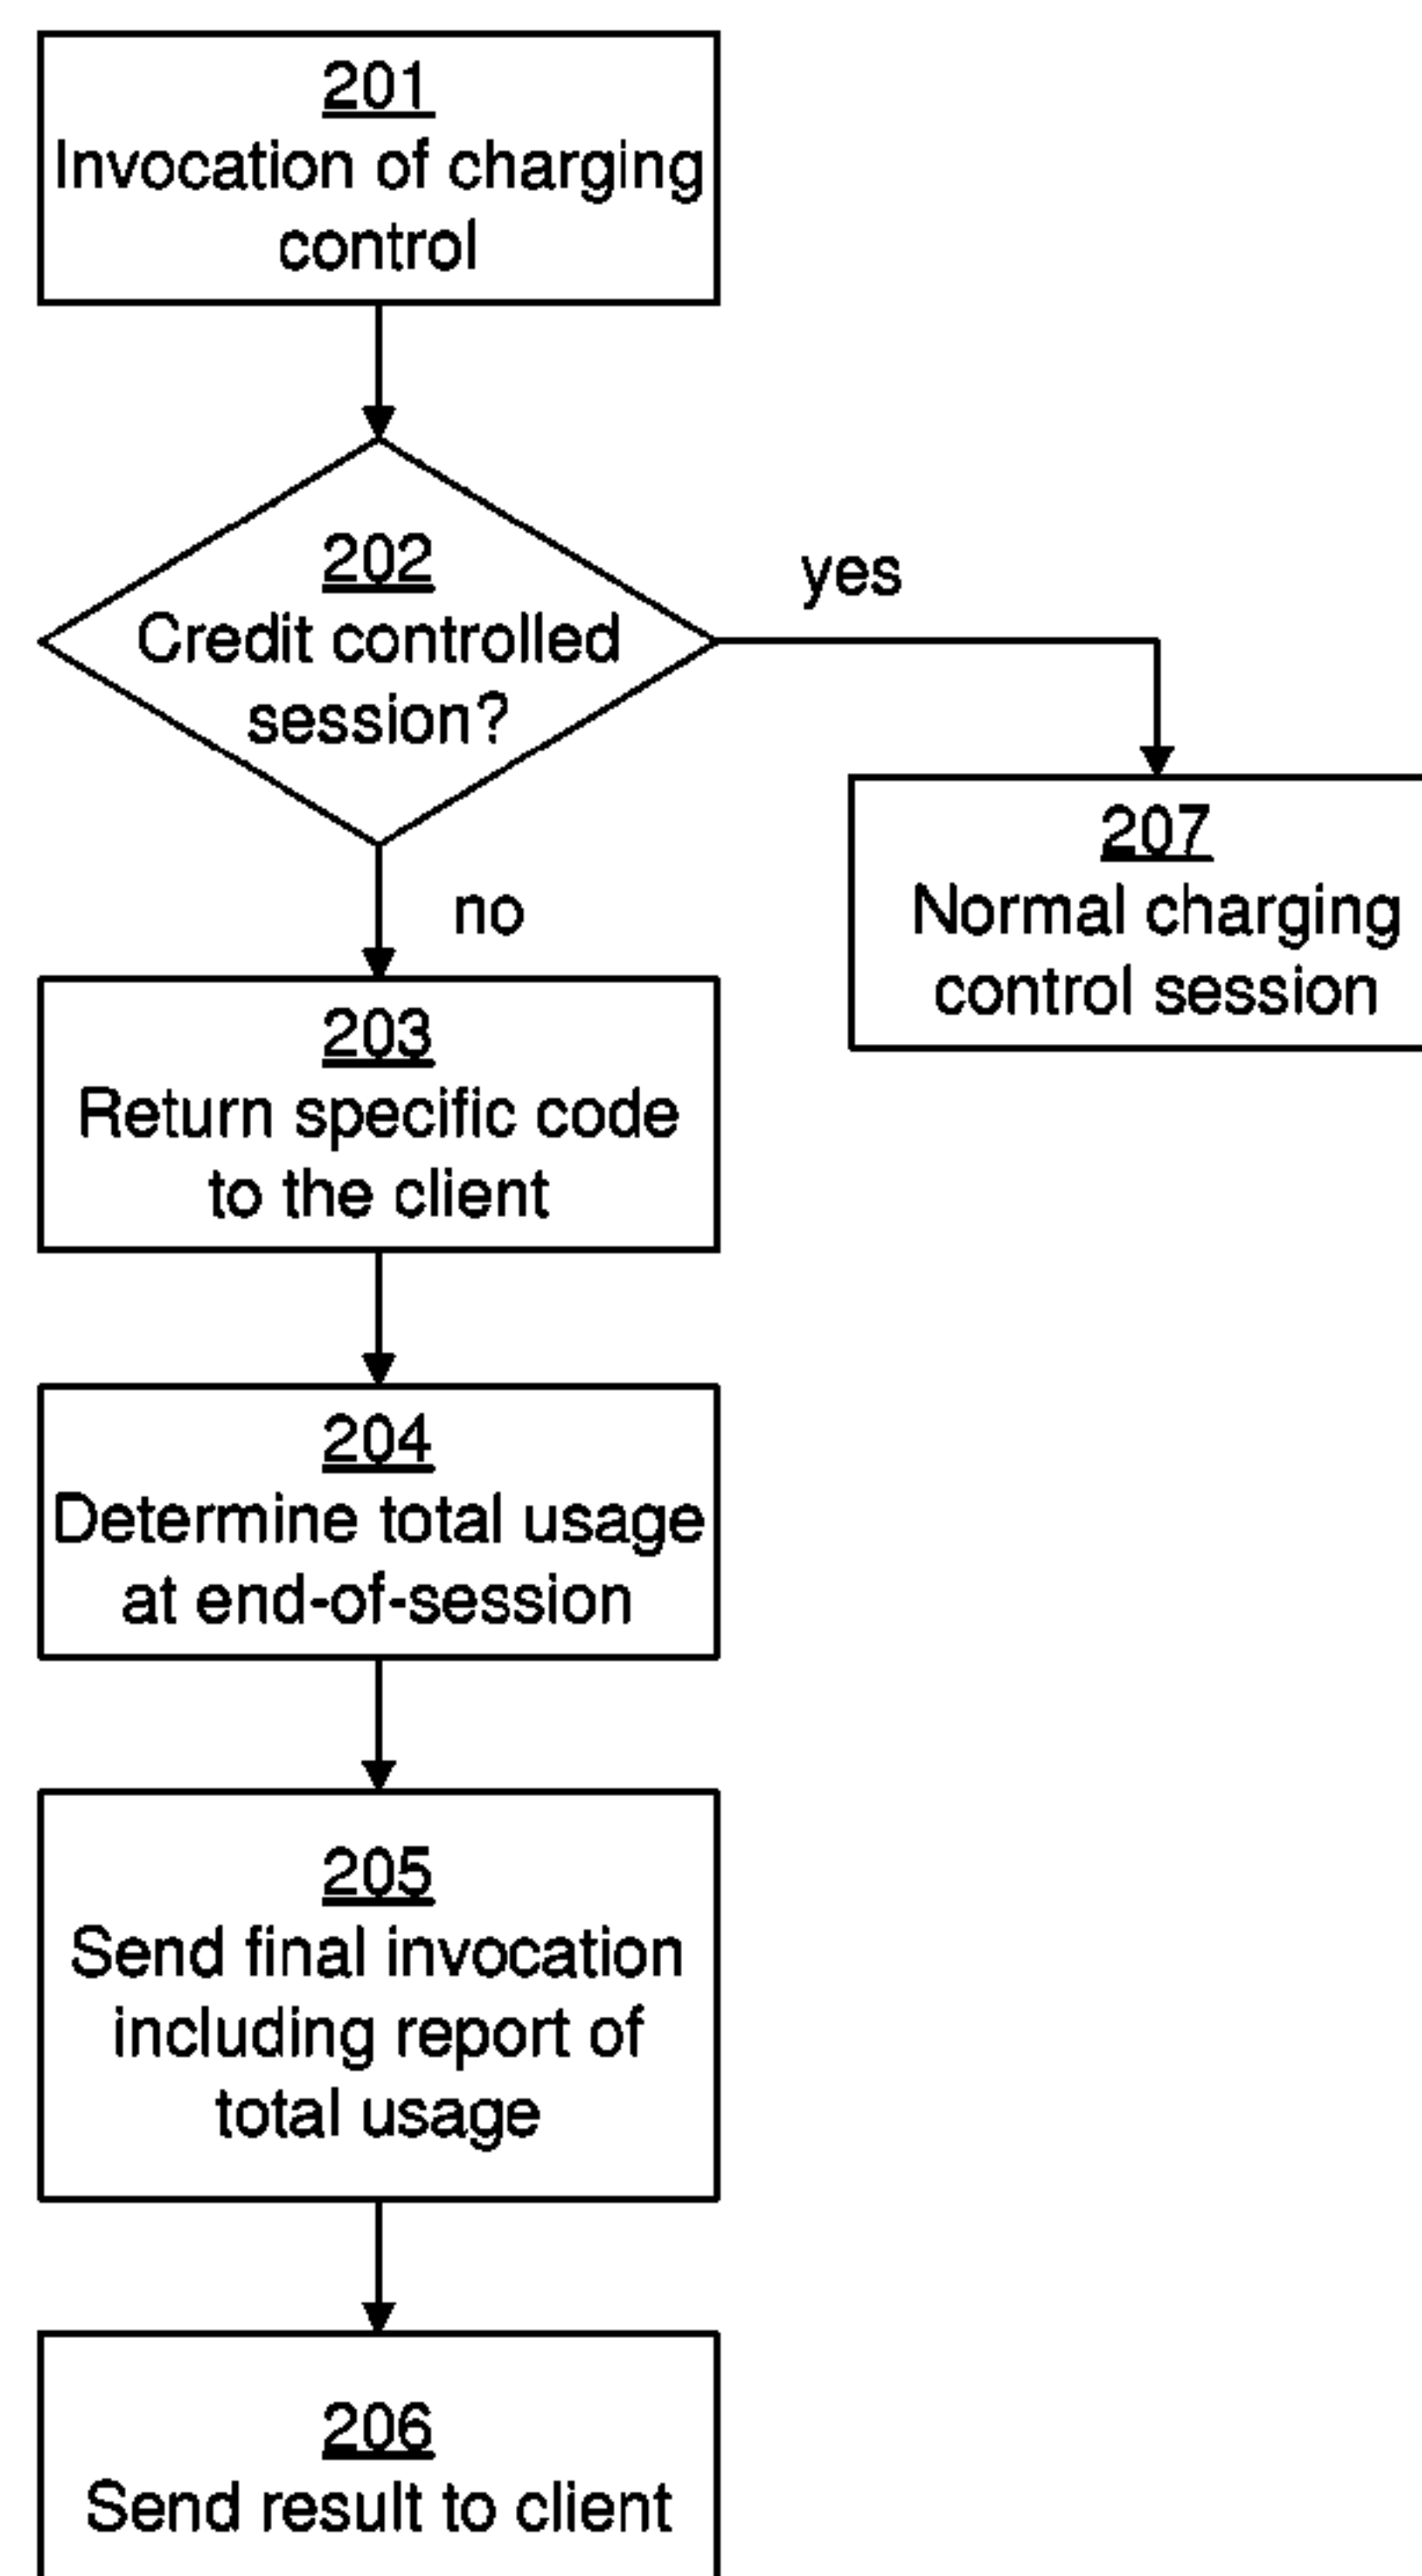 201
Invocation of charging
control
202
Credit controlled
session?
yes
no
207
Normal charging
control session
203
Return specific code
to the client
204
Determine total usage
at end-of-session
205
Send final invocation
including report of
total usage
206
Send result to client